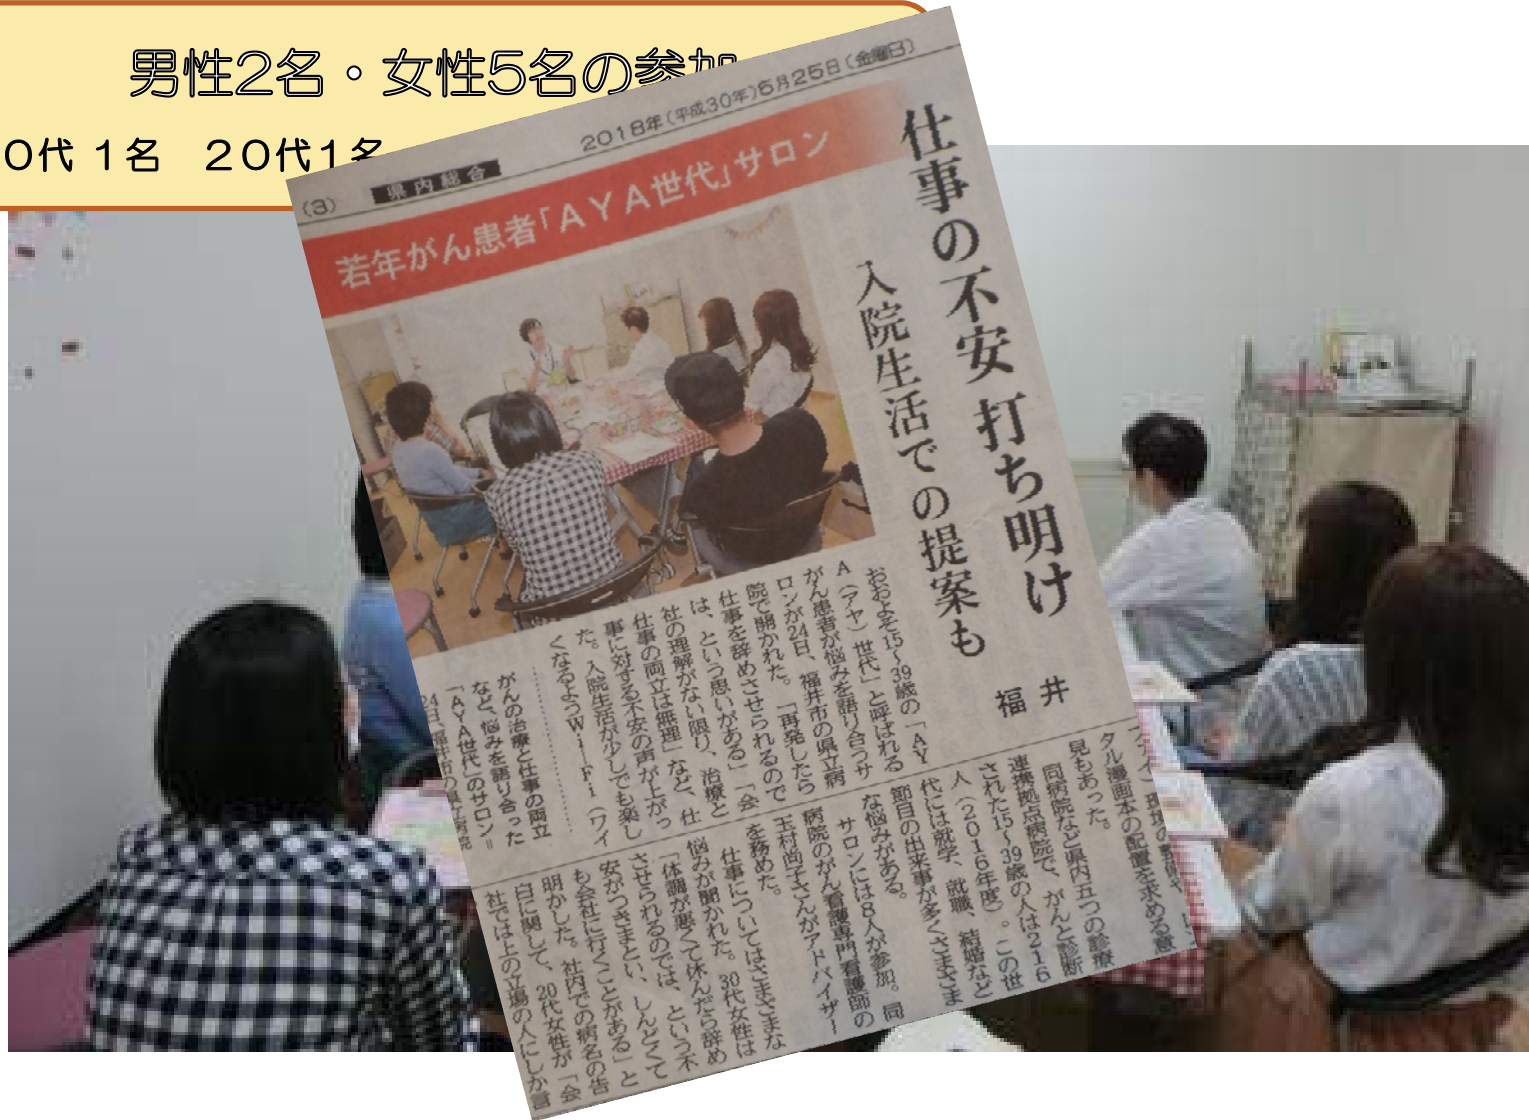 男性2名・女性5名の参加
0代 1名　20代1名
(3)
県内総合
2018年(平成30年)5月25日(金曜日)
若年がん患者「AYA世代」サロン
仕事の不安 打ち明け
入院生活での提案も
福井
おおよそ15〜39歳の「AY
A(アヤ)世代」と呼ばれる
がん患者が悩みを語り合うサ
ロンが24日、福井市の県立病
院で開かれた。「再発したら
仕事を辞めさせられるので
は、という思いがある」「会
社の理解がない限り、治療と
仕事の両立は無理」など、仕
事に対する不安の声が上がっ
た。入院生活が少しでも楽し
くなるようWi―Fi(ワイ
がんの治療と仕事の両立
など、悩みを語り合った
「AYA世代」のサロン=
24日、福井市の県立病院
タル漫画本の配置を求める意
見もあった。
同病院など県内五つの診療
連携拠点病院で、がんと診断
された15〜39歳の人は216
人(2016年度)。この世
代には就学、就職、結婚など
節目の出来事が多くさまざま
な悩みがある。
サロンには8人が参加。同
病院のがん看護専門看護師の
玉村尚子さんがアドバイザー
を務めた。
仕事についてはさまざまな
悩みが聞かれた。30代女性は
「体調が悪くて休んだら辞め
させられるのでは、という不
安がつきまとい、しんどくて
も会社に行くことがある」と
明かした。社内での病名の告
白に関して、20代女性が「会
社では上の立場の人にしか言